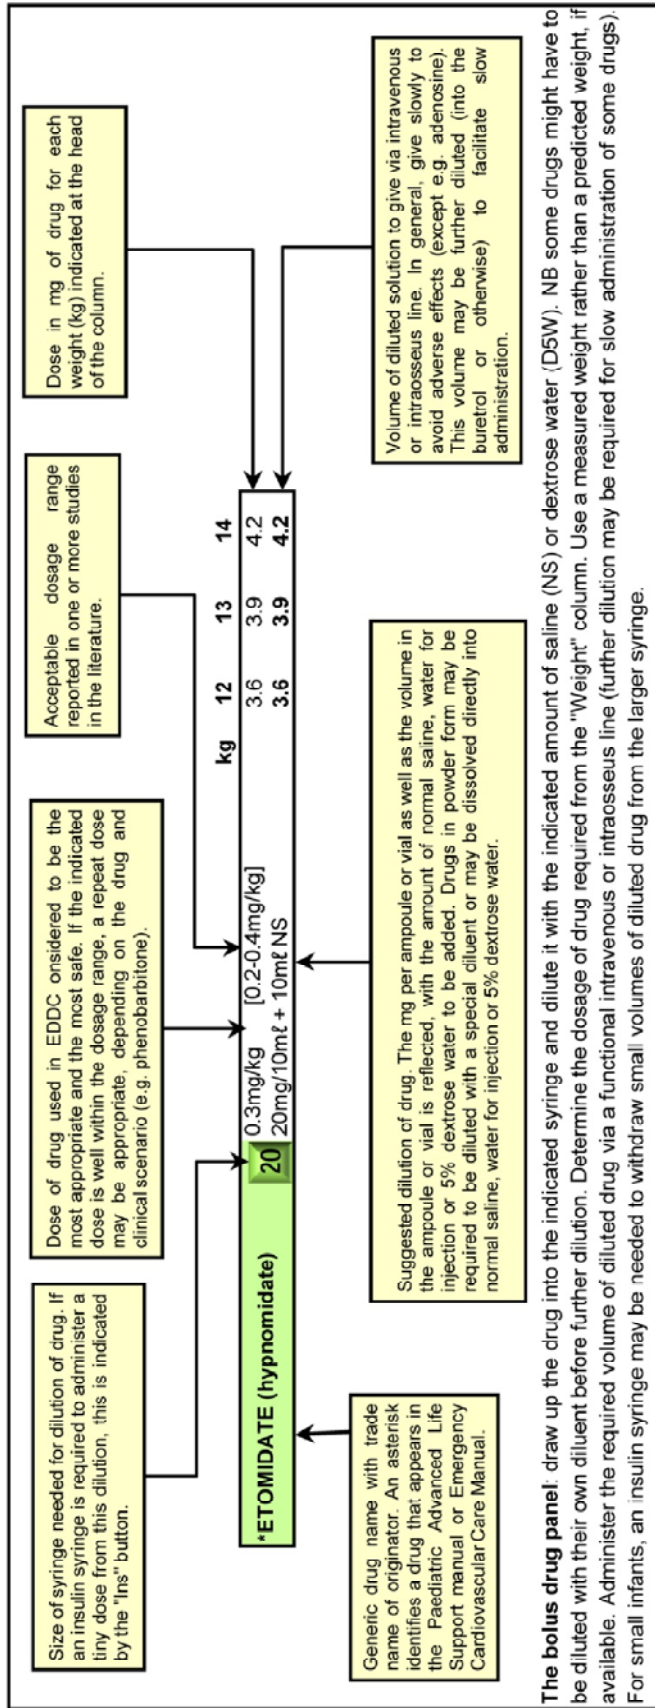 Size of syringe needed for dilution of drug. If
an insulin syringe is required to administer a
tiny dose from this dilution, this is indicated
by the "Ins" button.
Dose of drug used in EDDC onsidered to be the
most appropriate and the most safe. If the indicated
dose is well within the dosage range, a repeat dose
may be appropriate, depending on the drug and
clinical scenario (e.g. phenobarbitone).
Acceptable dosage range
reported in one or more studies
in the literature.
Dose in mg of drug for each
weight (kg) indicated at the head
of the column.
kg 12 13 14
*ETOMIDATE (hypnomidate) 20 0.3mg/kg [0.2-0.4mg/kg] 3.6 3.9 4.2
20mg/10mℓ + 10mℓ NS 3.6 3.9 4.2
Generic drug name with trade
name of originator. An asterisk
identifies a drug that appears in
the Paediatric Advanced Life
Support manual or Emergency
Cardiovascular Care Manual.
Suggested dilution of drug. The mg per ampoule or vial as well as the volume in
the ampoule or vial is reflected, with the amount of normal saline, water for
injection or 5% dextrose water to be added. Drugs in powder form may be
required to be diluted with a special diluent or may be dissolved directly into
normal saline, water for injection or 5% dextrose water.
Volume of diluted solution to give via intravenous
or intraosseus line. In general, give slowly to
avoid adverse effects (except e.g. adenosine).
This volume may be further diluted (into the
buretrol or otherwise) to facilitate slow
administration.
The bolus drug panel: draw up the drug into the indicated syringe and dilute it with the indicated amount of saline (NS) or dextrose water (D5W). NB some drugs might have to
be diluted with their own diluent before further dilution. Determine the dosage of drug required from the "Weight" column. Use a measured weight rather than a predicted weight, if
available. Administer the required volume of diluted drug via a functional intravenous or intraosseus line (further dilution may be required for slow administration of some drugs).
For small infants, an insulin syringe may be needed to withdraw small volumes of diluted drug from the larger syringe.